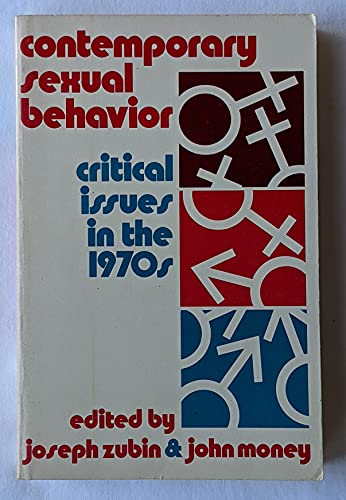 contemporary
sexual
behavior
critical
issues
in the
1970s
edited by
joseph zubin & john money